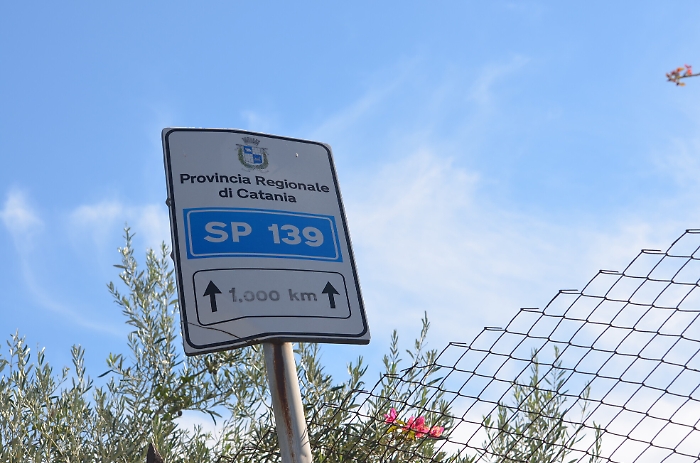 Provincia Regionale
di Catania
SP 139
1,000 km